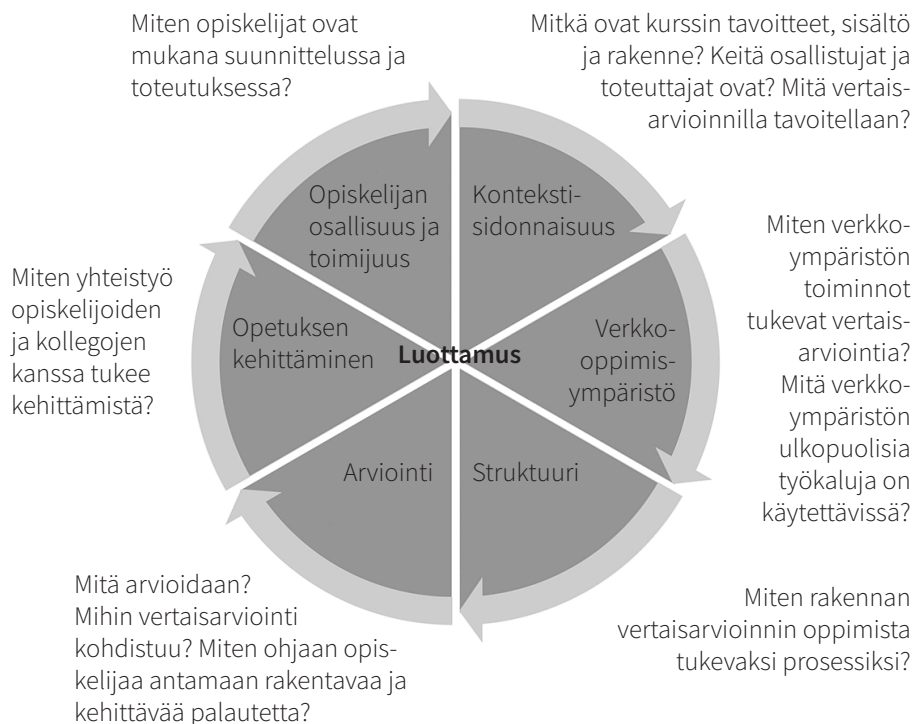 Miten opiskelijat ovat
mukana suunnittelussa ja
toteutuksessa?
Mitkä ovat kurssin tavoitteet, sisältö
ja rakenne? Keitä osallistujat ja
toteuttajat ovat? Mitä vertais-
arvioinnilla tavoitellaan?
Opiskelijan
osallisuus ja
toimijuus
Konteksti-
sidonnaisuus
Miten verkko-
ympäristön
toiminnot
tukevat vertais-
arviointia?
Mitä verkko-
ympäristön
ulkopuolisia
työkaluja on
käytettävissä?
Miten yhteistyö
opiskelijoiden
ja kollegojen
kanssa tukee
kehittämistä?
Opetuksen
kehittäminen
Luottamus
Verkko-
oppimis-
ympäristö
Arviointi
Struktuuri
Mitä arvioidaan?
Mihin vertaisarviointi
kohdistuu? Miten ohjaan opis-
kelijaa antamaan rakentavaa ja
kehittävää palautetta?
Miten rakennan
vertaisarvioinnin oppimista
tukevaksi prosessiksi?